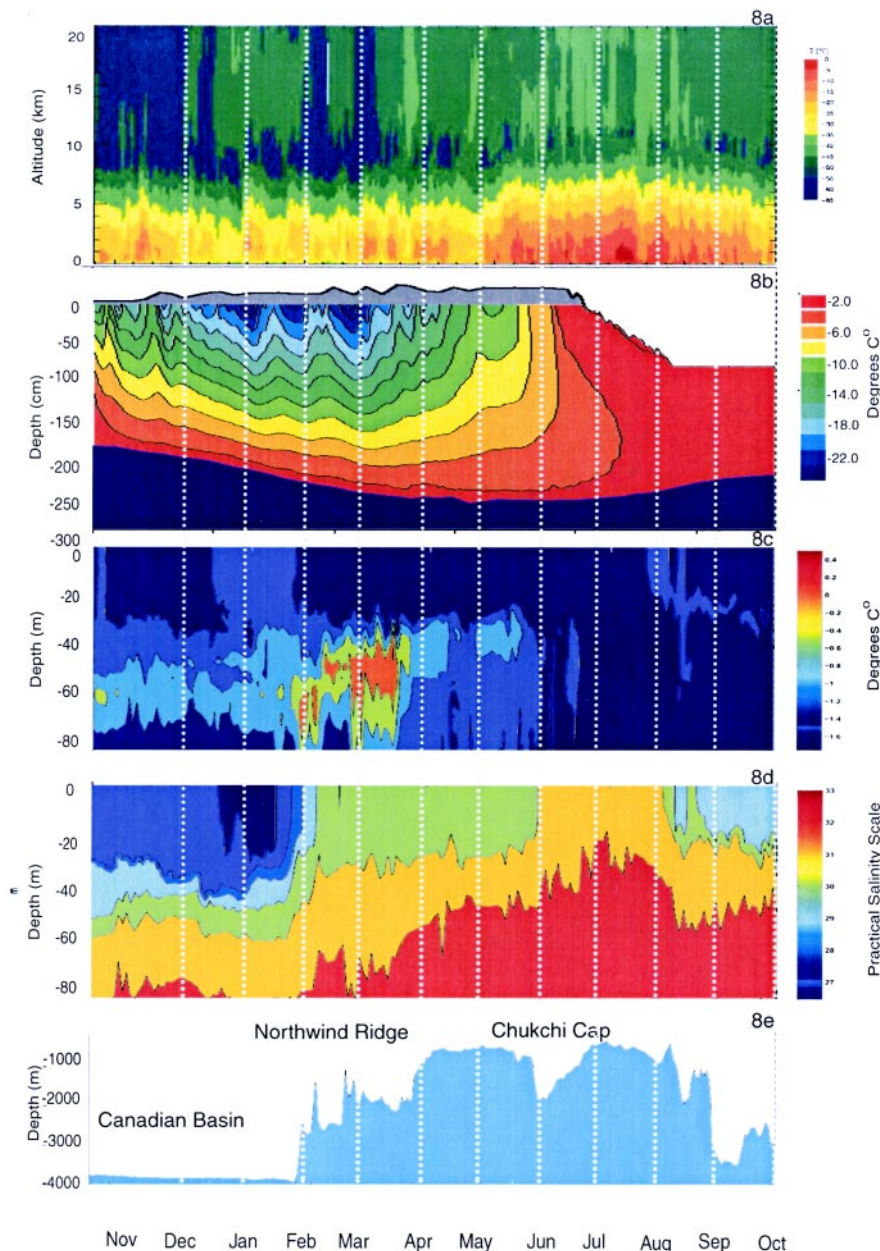 8a
20
15
10
5
0
Altitude (km)
T [°C]
8b
0
-50
-100
-150
-200
-250
-300
Depth (cm)
-2.0
-6.0
-10.0
-14.0
-18.0
-22.0
Degrees C°
8c
0
-20
-40
-60
-80
Depth (m)
0.4
0.2
0.0
-0.2
-0.4
-0.6
-0.8
-1
-1.2
-1.4
-1.6
Degrees C°
8d
0
-20
-40
-60
-80
m
Depth (m)
33
32
31
30
29
28
27
Practical Salinity Scale
8e
Northwind Ridge
Chukchi Cap
Canadian Basin
-1000
-2000
-3000
-4000
Depth (m)
Nov Dec Jan Feb Mar Apr May Jun Jul Aug Sep Oct